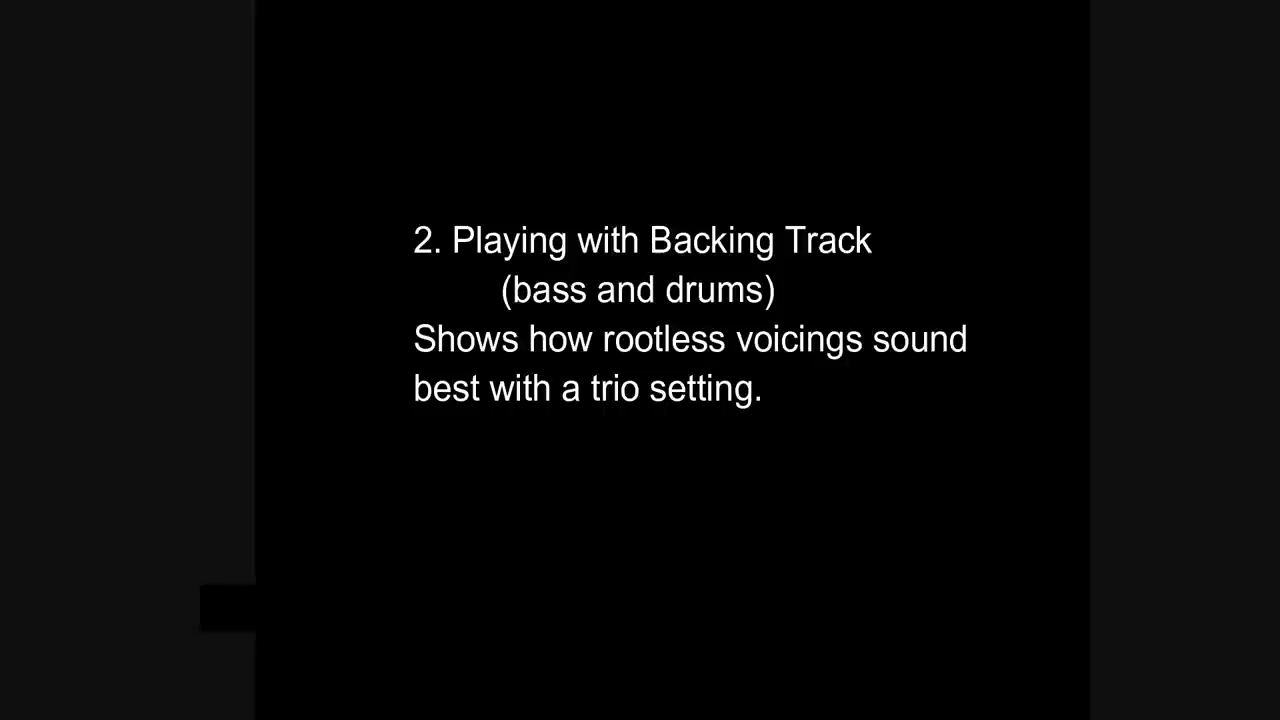 2. Playing with Backing Track
(bass and drums)
Shows how rootless voicings sound
best with a trio setting.